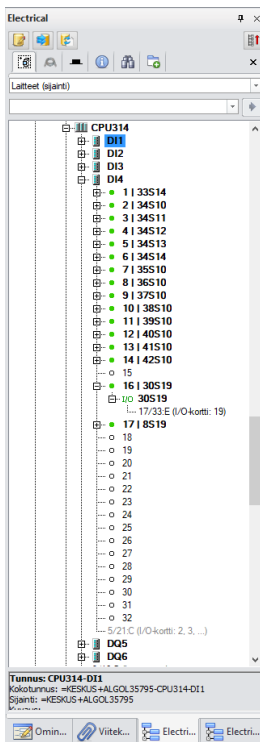 Electrical
Laitteet (sijainti)
CPU314
DI1
DI2
DI3
DI4
1 | 33S14
2 | 34S10
3 | 34S11
4 | 34S12
5 | 34S13
6 | 34S14
7 | 35S10
8 | 36S10
9 | 37S10
10 | 38S10
11 | 39S10
12 | 40S10
13 | 41S10
14 | 42S10
15
16 | 30S19
I/O 30S19
17/33:E (I/O-kortti: 19)
17 | 8S19
18
19
20
21
22
23
24
25
26
27
28
29
30
31
32
5/21:C (I/O-kortti: 2, 3, ...)
DQ5
DQ6
Tunnus: CPU314-DI1
Kokotunnus: =KESKUS+ALGOL35795-CPU314-DI1
Sijainti: =KESKUS+ALGOL35795
Omin... Viitek... Electri... Electri...